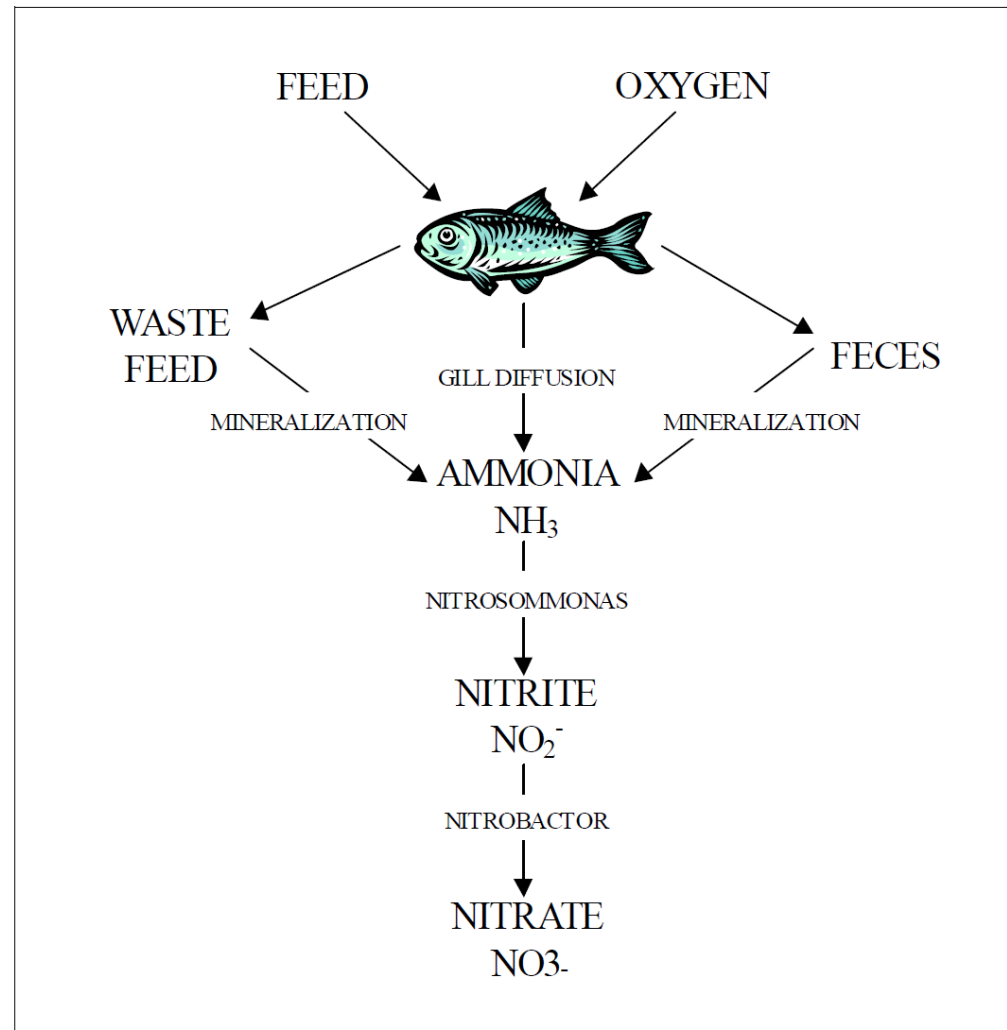 FEED
OXYGEN
WASTE
FEED
FECES
GILL DIFFUSION
MINERALIZATION
MINERALIZATION
AMMONIA
NH₃
NITROSOMMONAS
NITRITE
NO₂⁻
NITROBACTOR
NITRATE
NO3-